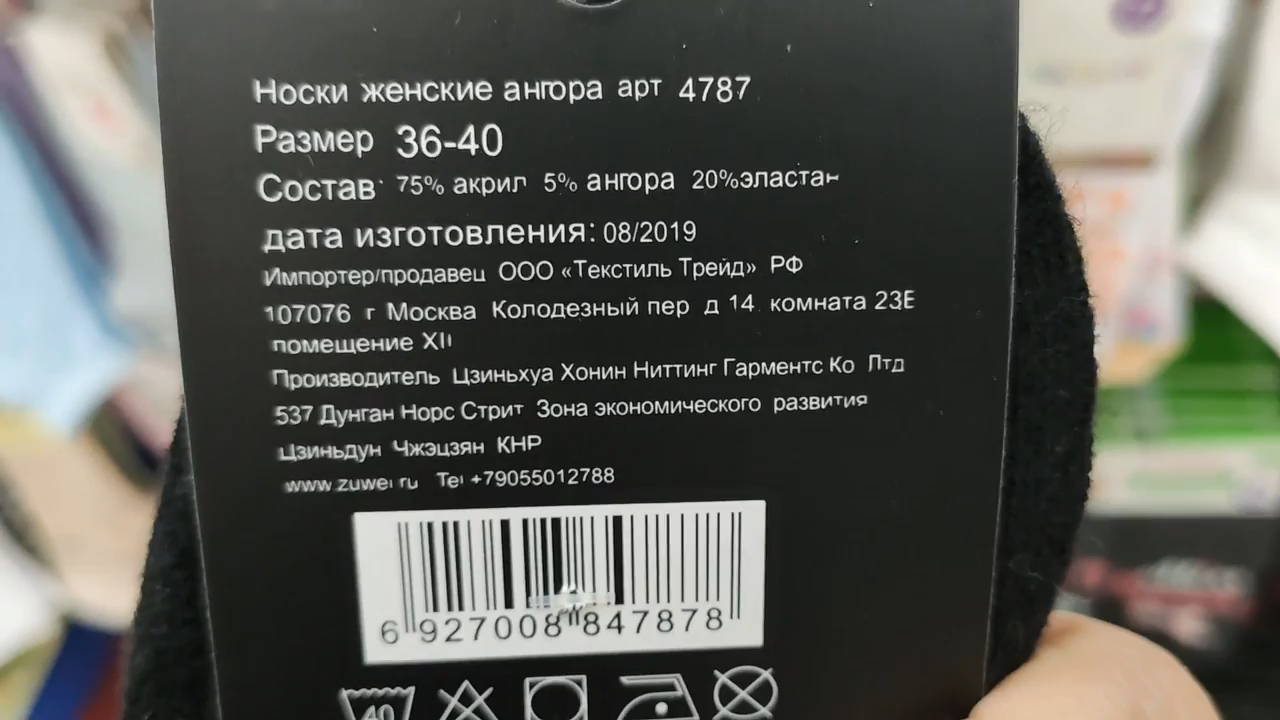 Носки женские ангора арт 4787
Размер 36-40
Состав: 75% акрил 5% ангора 20%эластан
дата изготовления: 08/2019
Импортер/продавец ООО «Текстиль Трейд» РФ
107076 г Москва Колодезный пер д 14 комната 23Е
помещение XII
Производитель Цзиньхуа Хонин Ниттинг Гарментс Ко Лтд
537 Дунган Норс Стрит Зона экономического развития
Цзиньдун Чжэцзян КНР
www.zuwei ru Tel +79055012788
6 927008 847878
40